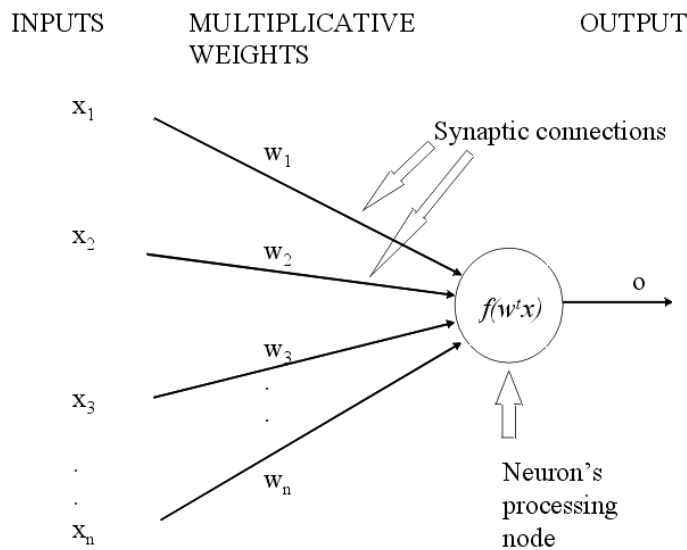 INPUTS
MULTIPLICATIVE
WEIGHTS
OUTPUT
x₁
w₁
Synaptic connections
x₂
w₂
f(wᵗx)
o
w₃
.
.
x₃
.
.
xₙ
wₙ
Neuron’s
processing
node